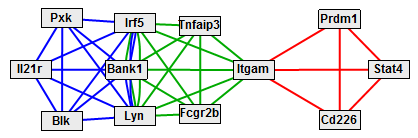 Pxk
Irf5
Tnfaip3
Prdm1
Il21r
Bank1
Itgam
Stat4
Blk
Lyn
Fcgr2b
Cd226